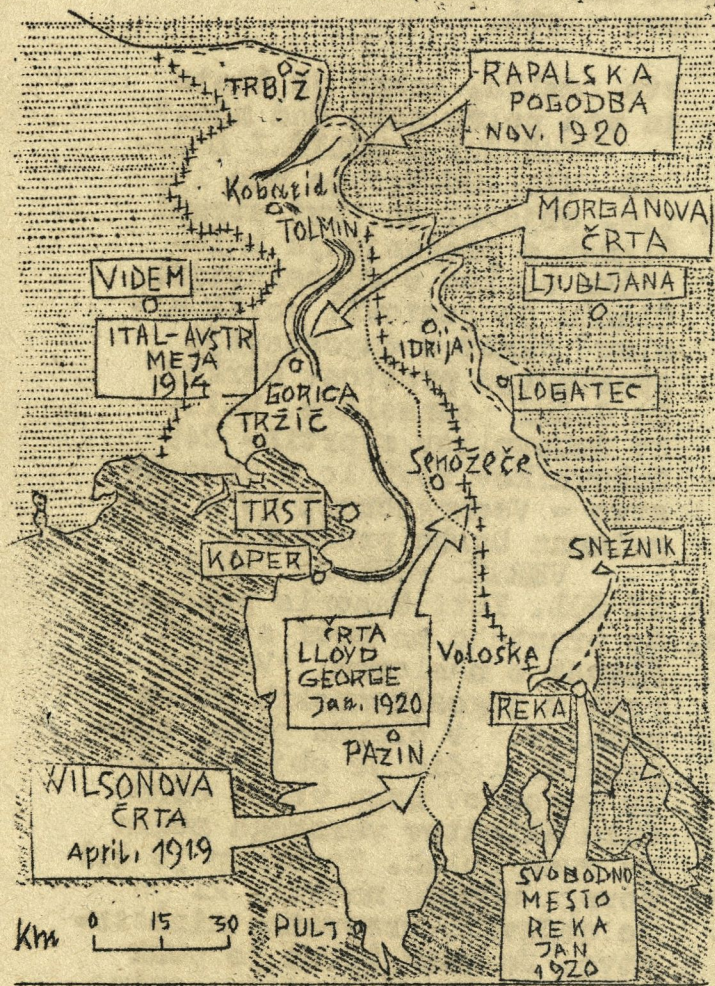 TRBIŽ
RAPALSKA
POGODBA
NOV. 1920
Kobarid
TOLMIN
MORGANOVA
ČRTA
VIDEM
LJUBLJANA
ITAL-AVSTR
MEJA
1914
IDRIJA
GORICA
LOGATEC
TRŽIČ
Senožeče
TRST
SNEŽNIK
KOPER
ČRTA
LLOYD
GEORGE
Jan. 1920
Voloska
REKA
PAZIN
WILSONOVA
ČRTA
April, 1919
SVOBODNO
MESTO
REKA
JAN
1920
Km 0 15 30
PULJ